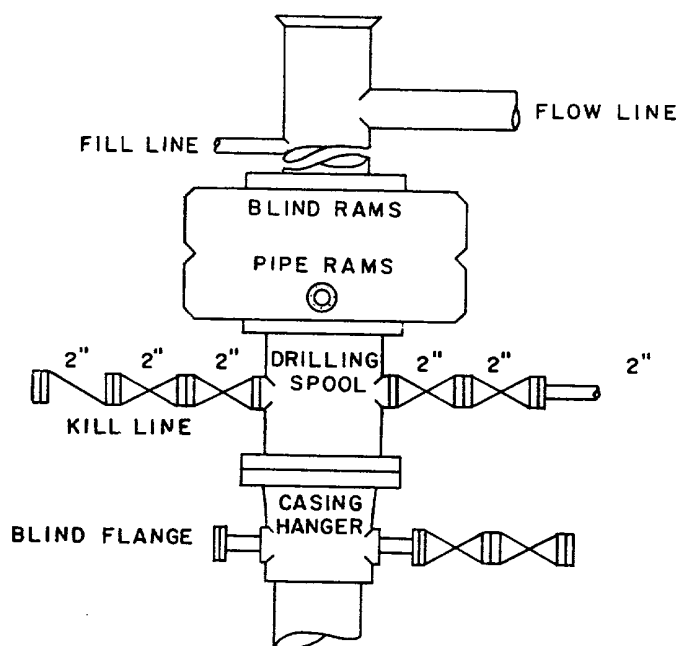 FLOW LINE
FILL LINE
BLIND RAMS
PIPE RAMS
2" 2" 2" DRILLING 2" 2" 2"
SPOOL
KILL LINE
CASING
HANGER
BLIND FLANGE